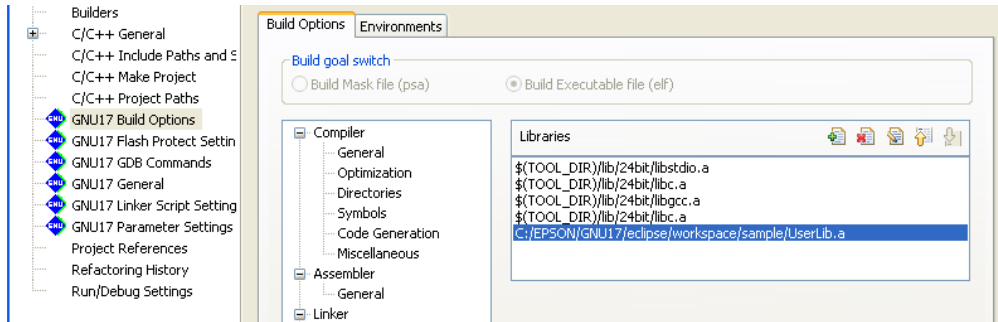 Builders
C/C++ General
C/C++ Include Paths and S
C/C++ Make Project
C/C++ Project Paths
GNU17 Build Options
GNU17 Flash Protect Settin
GNU17 GDB Commands
GNU17 General
GNU17 Linker Script Setting
GNU17 Parameter Settings
Project References
Refactoring History
Run/Debug Settings
Build Options
Environments
Build goal switch
Build Mask file (psa)
Build Executable file (elf)
Compiler
General
Optimization
Directories
Symbols
Code Generation
Miscellaneous
Assembler
General
Linker
Libraries
$(TOOL_DIR)/lib/24bit/libstdio.a
$(TOOL_DIR)/lib/24bit/libc.a
$(TOOL_DIR)/lib/24bit/libgcc.a
$(TOOL_DIR)/lib/24bit/libc.a
C:/EPSON/GNU17/eclipse/workspace/sample/UserLib.a